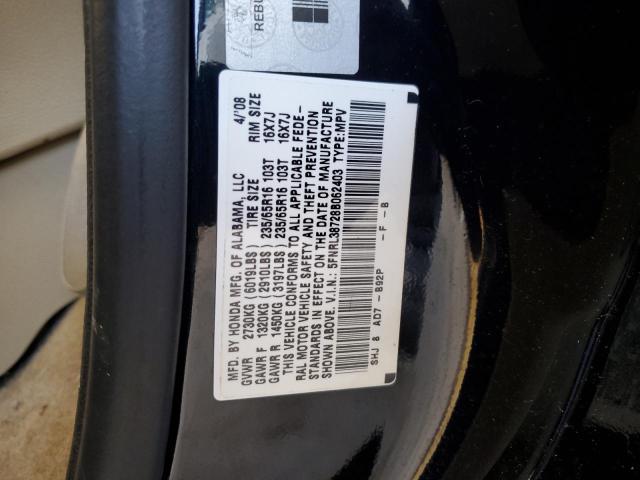 REBU
MFD. BY HONDA MFG. OF ALABAMA, LLC 4/'08
GVWR 2730KG (6019LBS) TIRE SIZE RIM SIZE
GAWR F 1320KG (2910LBS) 235/65R16 103T 16X7J
GAWR R 1450KG (3197LBS) 235/65R16 103T 16X7J
THIS VEHICLE CONFORMS TO ALL APPLICABLE FEDE-
RAL MOTOR VEHICLE SAFETY AND THEFT PREVENTION
STANDARDS IN EFFECT ON THE DATE OF MANUFACTURE
SHOWN ABOVE. V.I.N.: 5FNRL38728B062403 TYPE:MPV
SHJ 8 AD7 -B92P -F -B